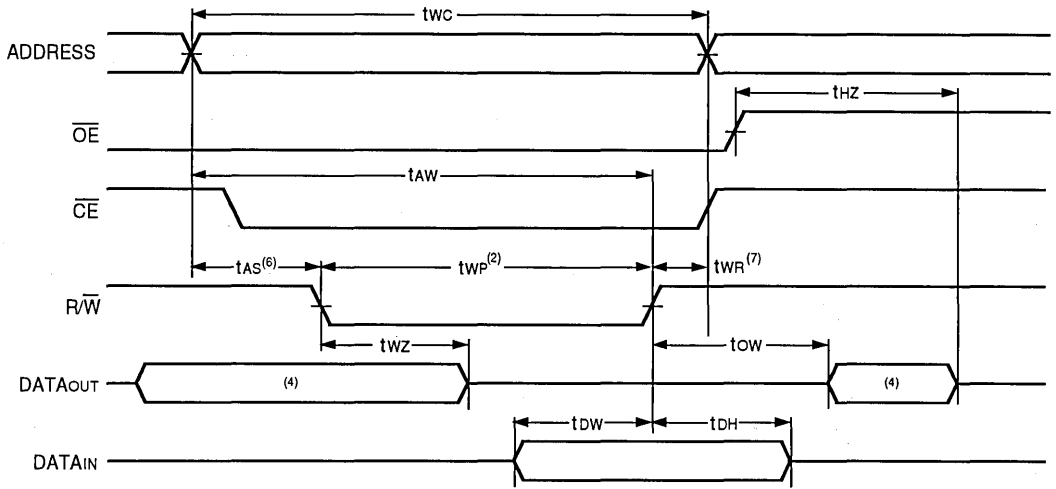 tWC
ADDRESS
tHZ
OE
tAW
CE
tAS(6) tWP(2) tWR(7)
R/W
tWZ tOW
DATAOUT (4) (4)
tDW tDH
DATAIN